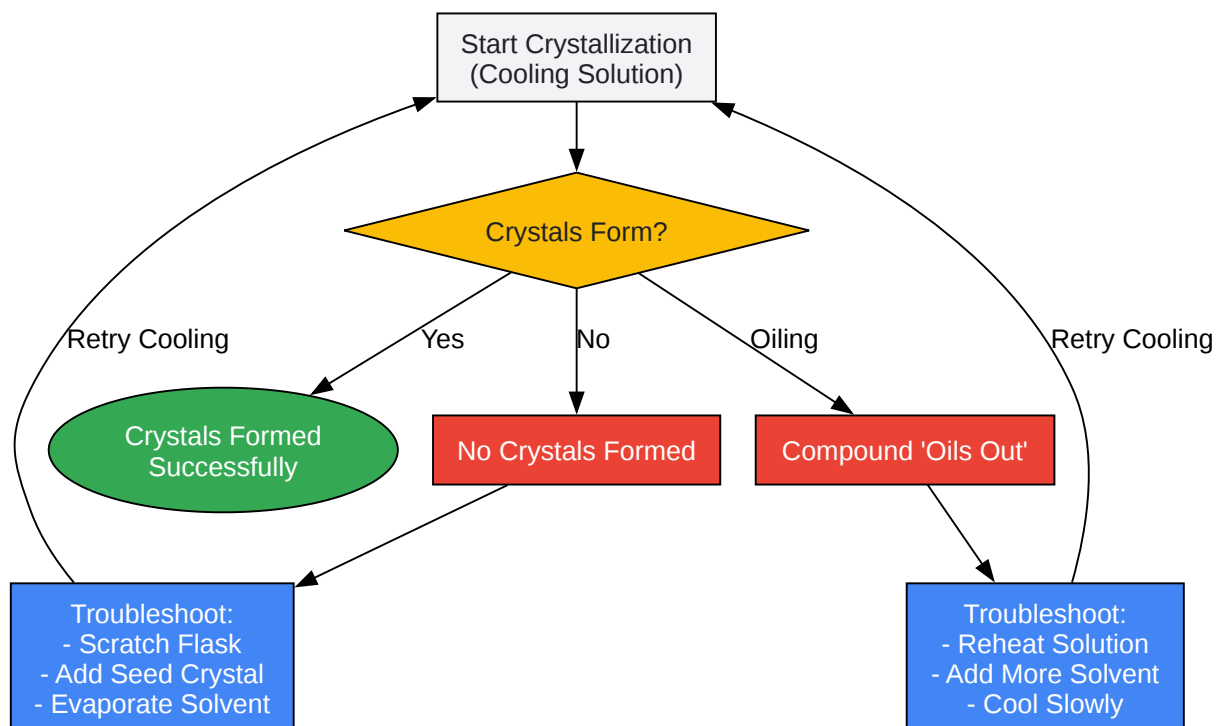 Start Crystallization
(Cooling Solution)
Crystals Form?
Retry Cooling
Yes
No
Oiling
Retry Cooling
Crystals Formed
Successfully
No Crystals Formed
Compound 'Oils Out'
Troubleshoot:
- Scratch Flask
- Add Seed Crystal
- Evaporate Solvent
Troubleshoot:
- Reheat Solution
- Add More Solvent
- Cool Slowly